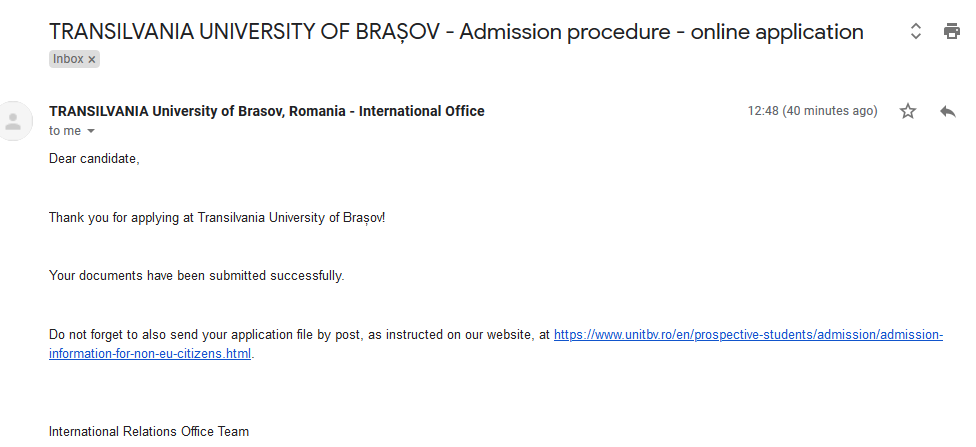 TRANSILVANIA UNIVERSITY OF BRAȘOV - Admission procedure - online application
Inbox ×
TRANSILVANIA University of Brasov, Romania - International Office
12:48 (40 minutes ago)
to me
Dear candidate,
Thank you for applying at Transilvania University of Brașov!
Your documents have been submitted successfully.
Do not forget to also send your application file by post, as instructed on our website, at https://www.unitbv.ro/en/prospective-students/admission/admission-
information-for-non-eu-citizens.html.
International Relations Office Team